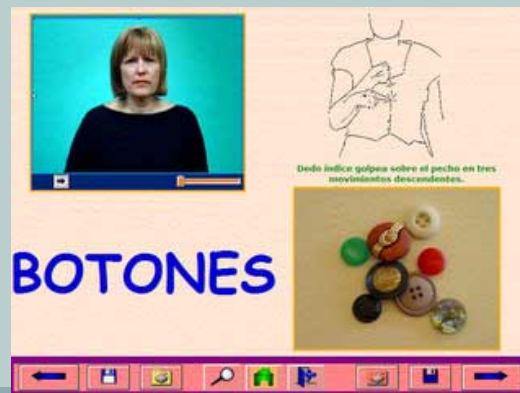 Dedo índice golpea sobre el pecho en tres
movimientos descendentes.
BOTONES